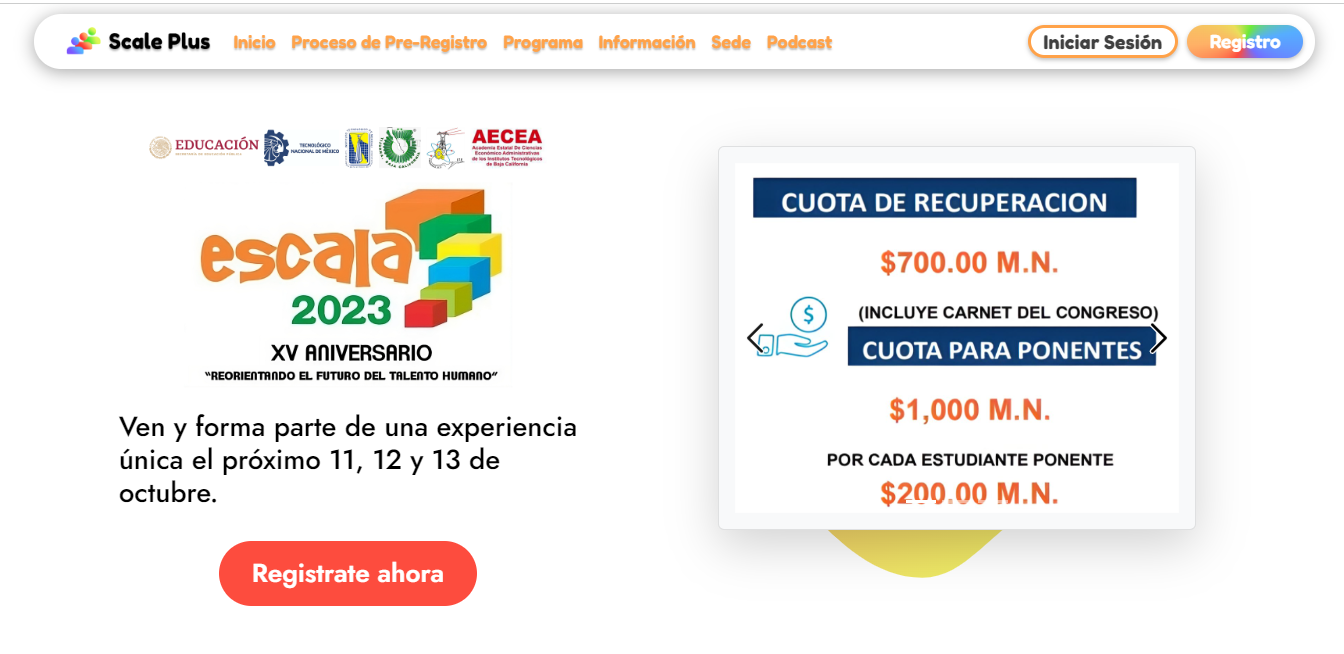 Scale Plus
Inicio
Proceso de Pre-Registro
Programa
Información
Sede
Podcast
Iniciar Sesión
Registro
EDUCACIÓN
TECNOLÓGICO
NACIONAL DE MÉXICO
AECEA
Academia Estatal De Ciencias
Económico Administrativas
de los Institutos Tecnológicos
de Baja California
escala
2023
XV ANIVERSARIO
"REORIENTANDO EL FUTURO DEL TALENTO HUMANO"
Ven y forma parte de una experiencia
única el próximo 11, 12 y 13 de
octubre.
Registrate ahora
CUOTA DE RECUPERACION
$700.00 M.N.
(INCLUYE CARNET DEL CONGRESO)
$
CUOTA PARA PONENTES
$1,000 M.N.
POR CADA ESTUDIANTE PONENTE
$200.00 M.N.